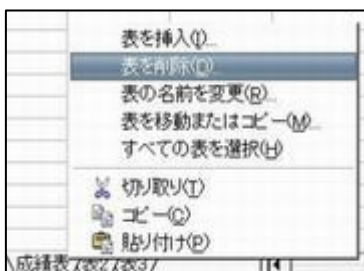 表を挿入(I)...
表を削除(D)...
表の名前を変更(R)...
表を移動またはコピー(M)...
すべての表を選択(H)
切り取り(T)
コピー(C)
貼り付け(P)
成績表/表2/表3/